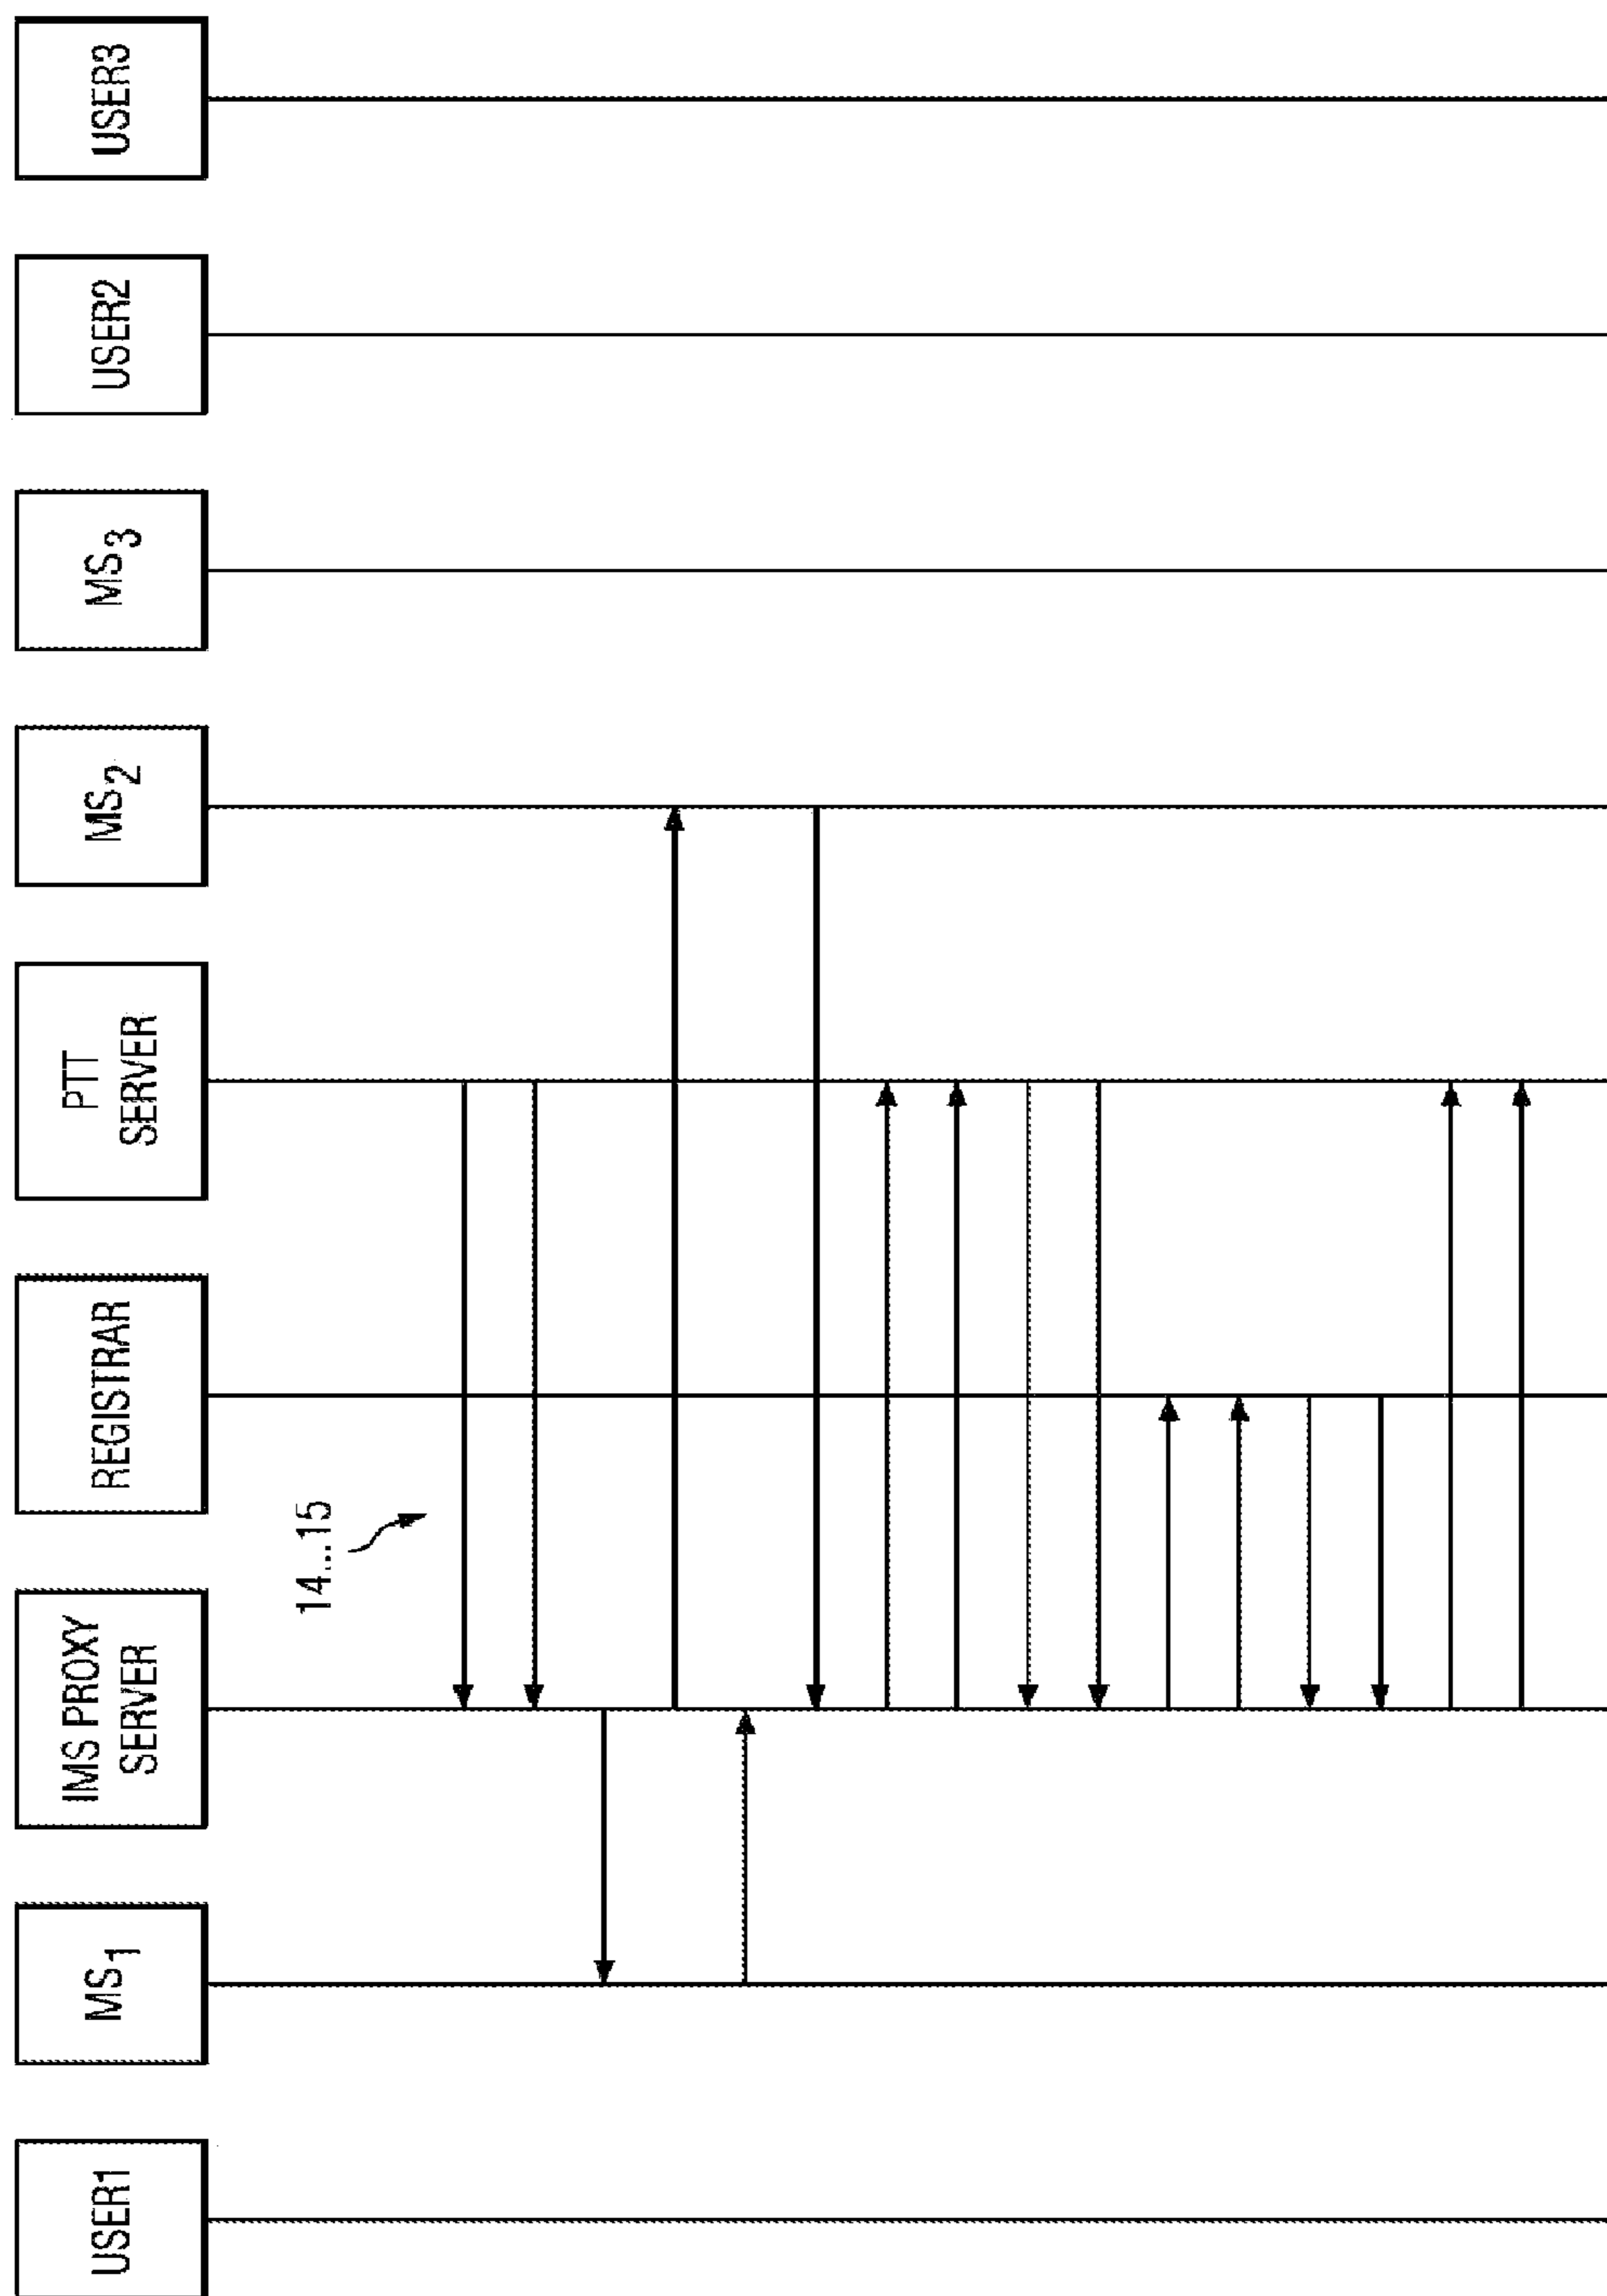 USER1
MS1
IMS PROXY
SERVER
REGISTRAR
PTT
SERVER
MS2
MS3
USER2
USER3
14...15